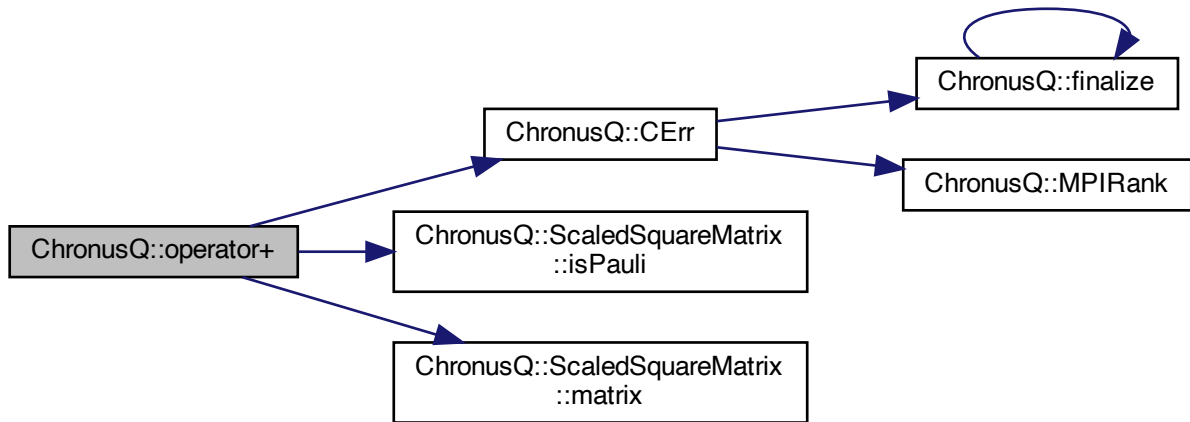 ChronusQ::operator+
ChronusQ::CErr
ChronusQ::finalize
ChronusQ::MPIRank
ChronusQ::ScaledSquareMatrix
::isPauli
ChronusQ::ScaledSquareMatrix
::matrix